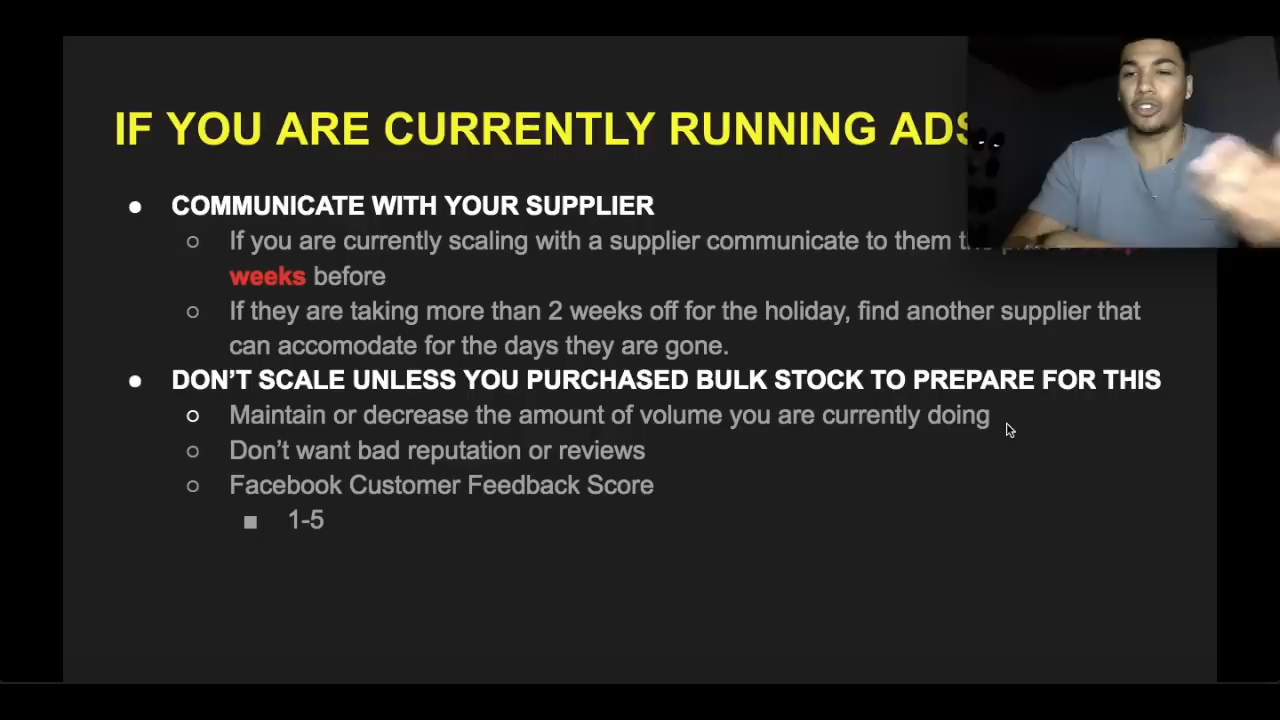 IF YOU ARE CURRENTLY RUNNING ADS
● COMMUNICATE WITH YOUR SUPPLIER
○ If you are currently scaling with a supplier communicate to them
weeks before
○ If they are taking more than 2 weeks off for the holiday, find another supplier that
can accomodate for the days they are gone.
● DON'T SCALE UNLESS YOU PURCHASED BULK STOCK TO PREPARE FOR THIS
○ Maintain or decrease the amount of volume you are currently doing
○ Don't want bad reputation or reviews
○ Facebook Customer Feedback Score
■ 1-5